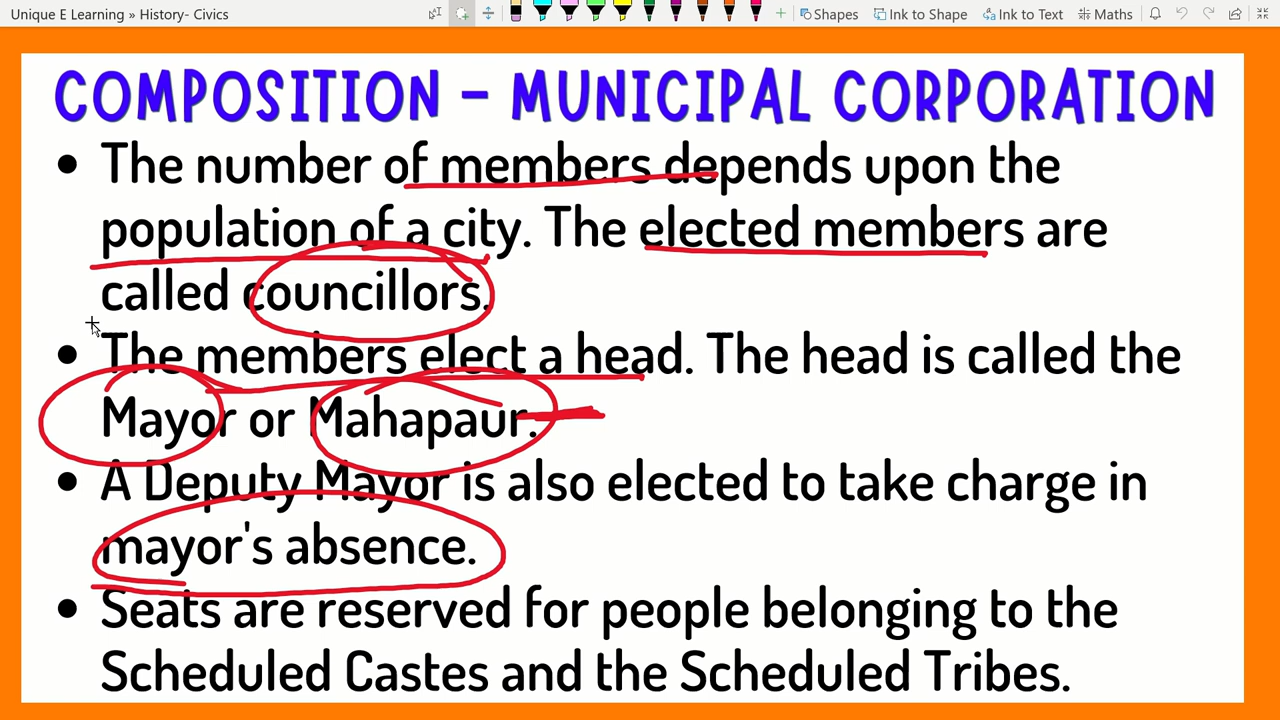 Unique E Learning » History- Civics
Shapes Ink to Shape Ink to Text Maths
COMPOSITION - MUNICIPAL CORPORATION
• The number of members depends upon the
population of a city. The elected members are
called councillors.
• The members elect a head. The head is called the
Mayor or Mahapaur.
• A Deputy Mayor is also elected to take charge in
mayor's absence.
• Seats are reserved for people belonging to the
Scheduled Castes and the Scheduled Tribes.